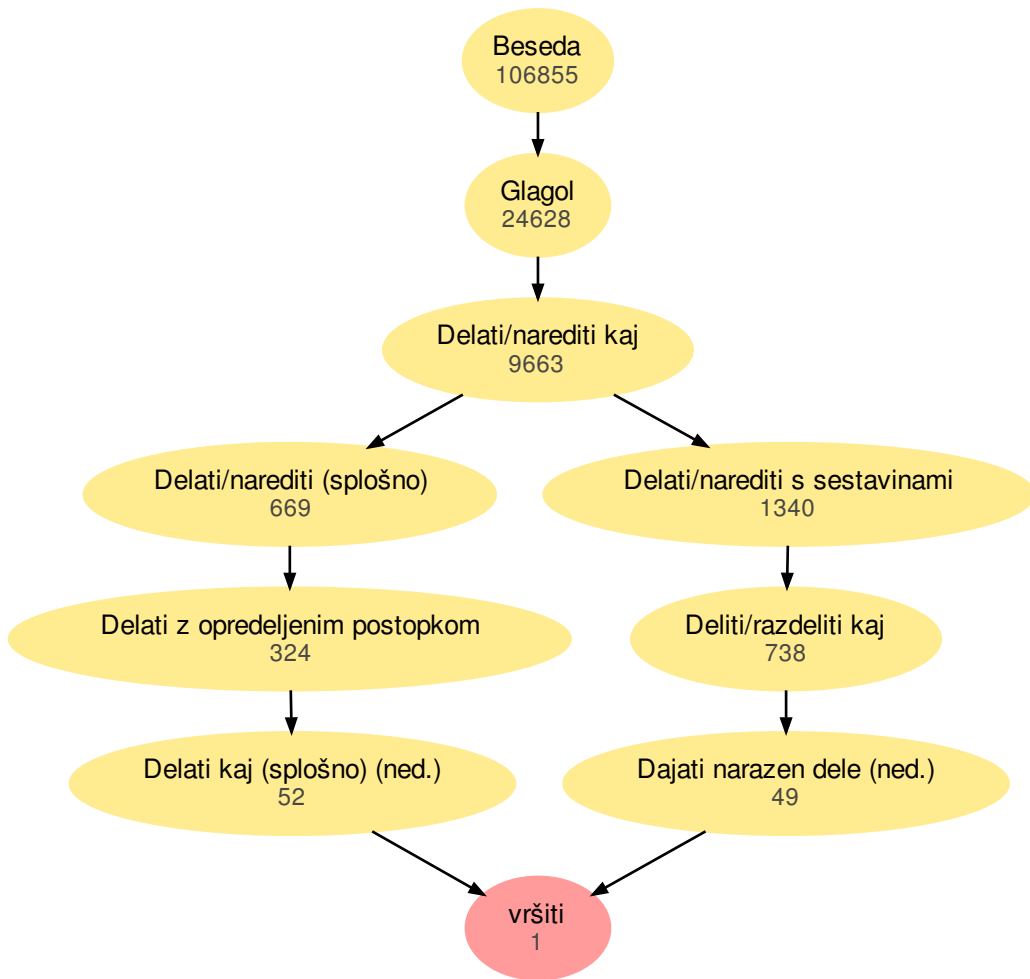 Beseda
106855
Glagol
24628
Delati/narediti kaj
9663
Delati/narediti (splošno)
669
Delati/narediti s sestavinami
1340
Delati z opredeljenim postopkom
324
Deliti/razdeliti kaj
738
Delati kaj (splošno) (ned.)
52
Dajati narazen dele (ned.)
49
vršiti
1